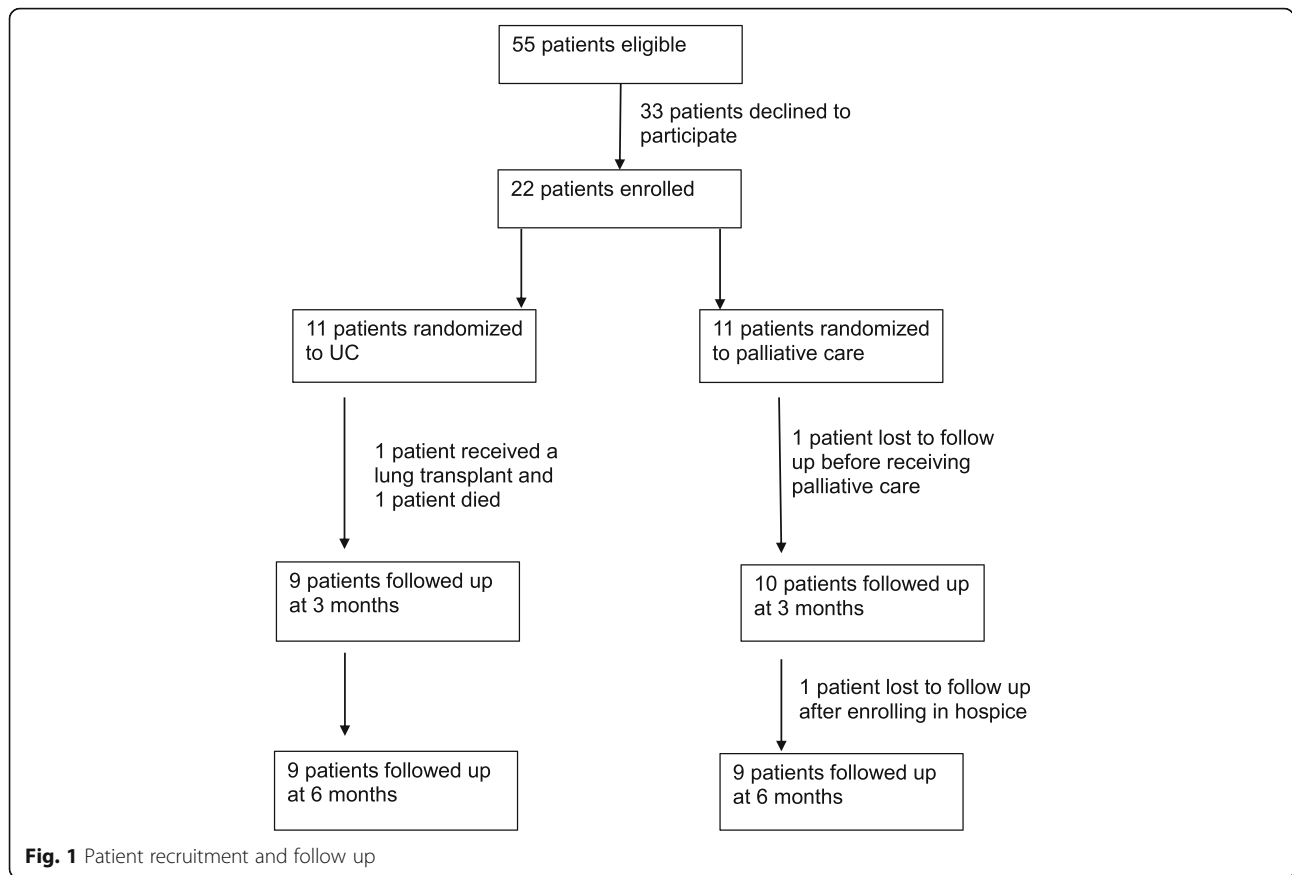 55 patients eligible
33 patients declined to
participate
22 patients enrolled
11 patients randomized
to UC
11 patients randomized
to palliative care
1 patient received a
lung transplant and
1 patient died
1 patient lost to follow
up before receiving
palliative care
9 patients followed up
at 3 months
10 patients followed up
at 3 months
1 patient lost to follow up
after enrolling in hospice
9 patients followed up
at 6 months
9 patients followed up
at 6 months
Fig. 1 Patient recruitment and follow up